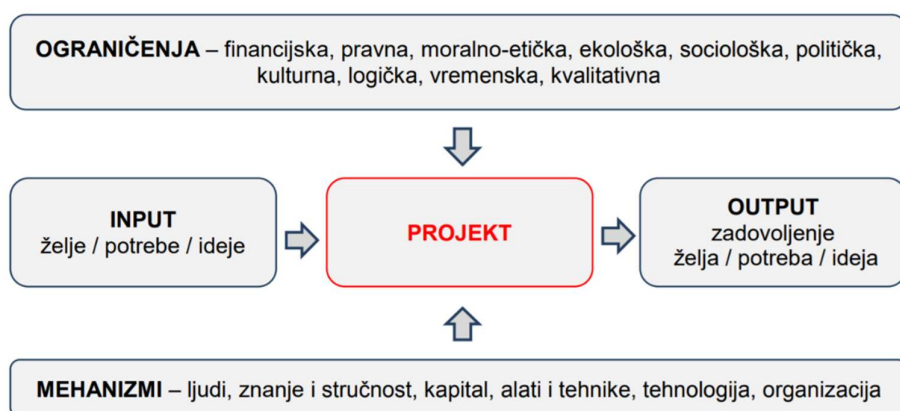 OGRANIČENJA – financijska, pravna, moralno-etička, ekološka, sociološka, politička,
kulturna, logička, vremenska, kvalitativna
INPUT
želje / potrebe / ideje
PROJEKT
OUTPUT
zadovoljenje
želja / potreba / ideja
MEHANIZMI – ljudi, znanje i stručnost, kapital, alati i tehnike, tehnologija, organizacija